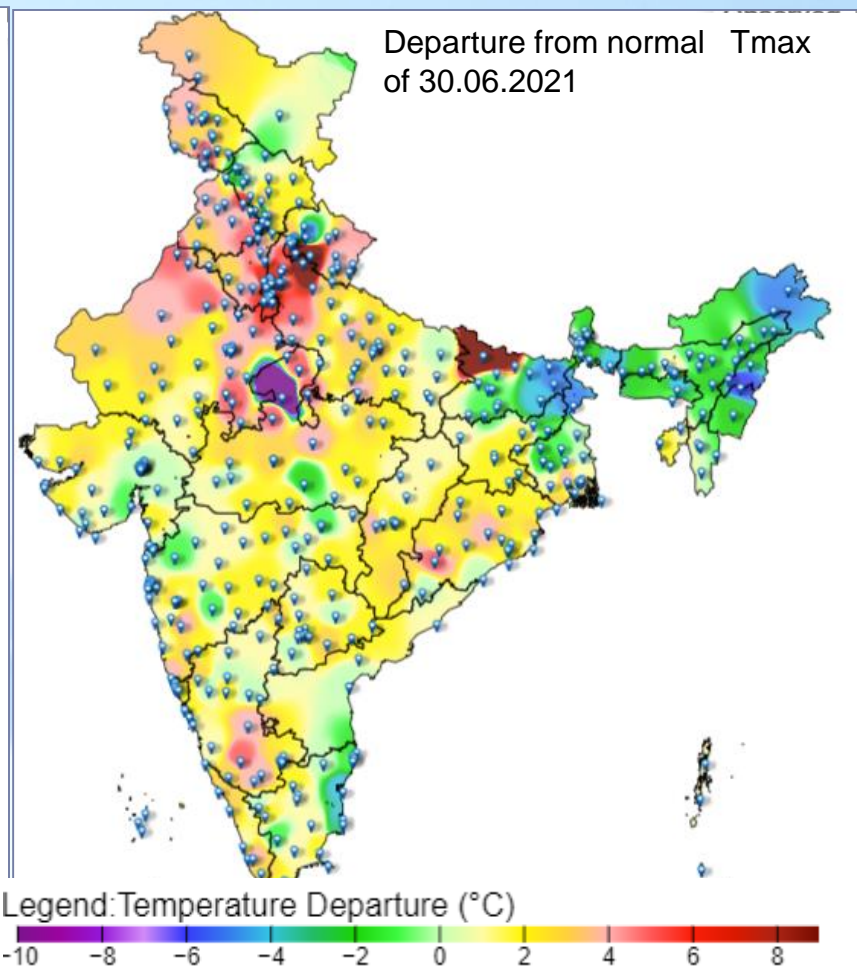 Departure from normal Tmax
of 30.06.2021
Legend:Temperature Departure (°C)
-10 -8 -6 -4 -2 0 2 4 6 8